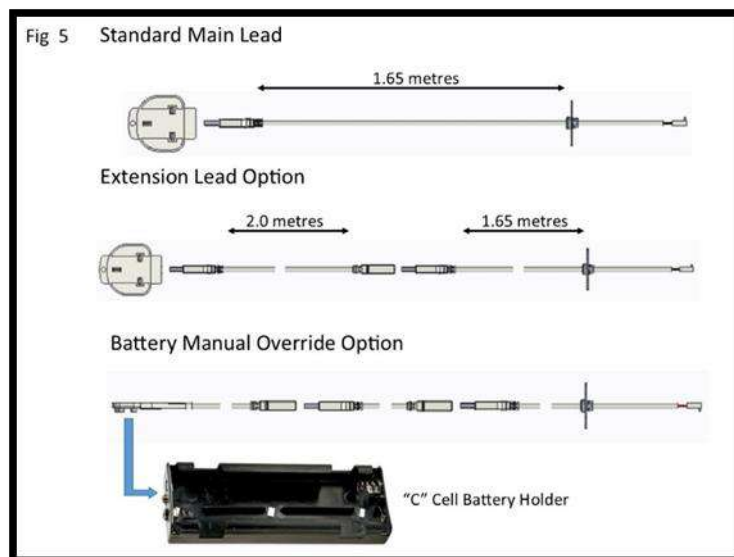 Fig 5 Standard Main Lead
1.65 metres
Extension Lead Option
2.0 metres 1.65 metres
Battery Manual Override Option
"C" Cell Battery Holder